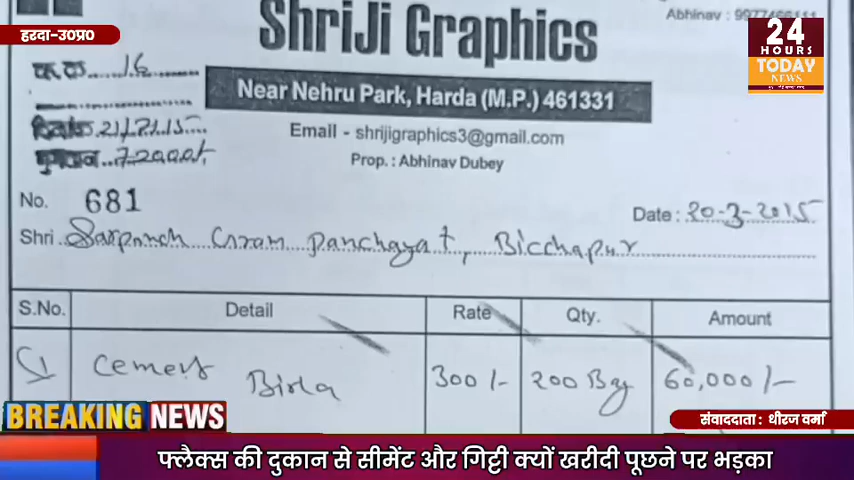 हरदा-उ0प्र0
ShriJi Graphics
24
HOURS
TODAY
NEWS
Near Nehru Park, Harda (M.P.) 461331
Email - shrijigraphics3@gmail.com
Prop.: Abhinav Dubey
No. 681
Date : 20-3-2015
Shri Sarpanch Gram Panchayat, Bicchapur
S.No. Detail Rate Qty. Amount
1 Cement Birla 300/- 200 Bag 60,000/-
BREAKING NEWS
संवाददाता : धीरज वर्मा
फ्लैक्स की दुकान से सीमेंट और गिट्टी क्यों खरीदी पूछने पर भड़का